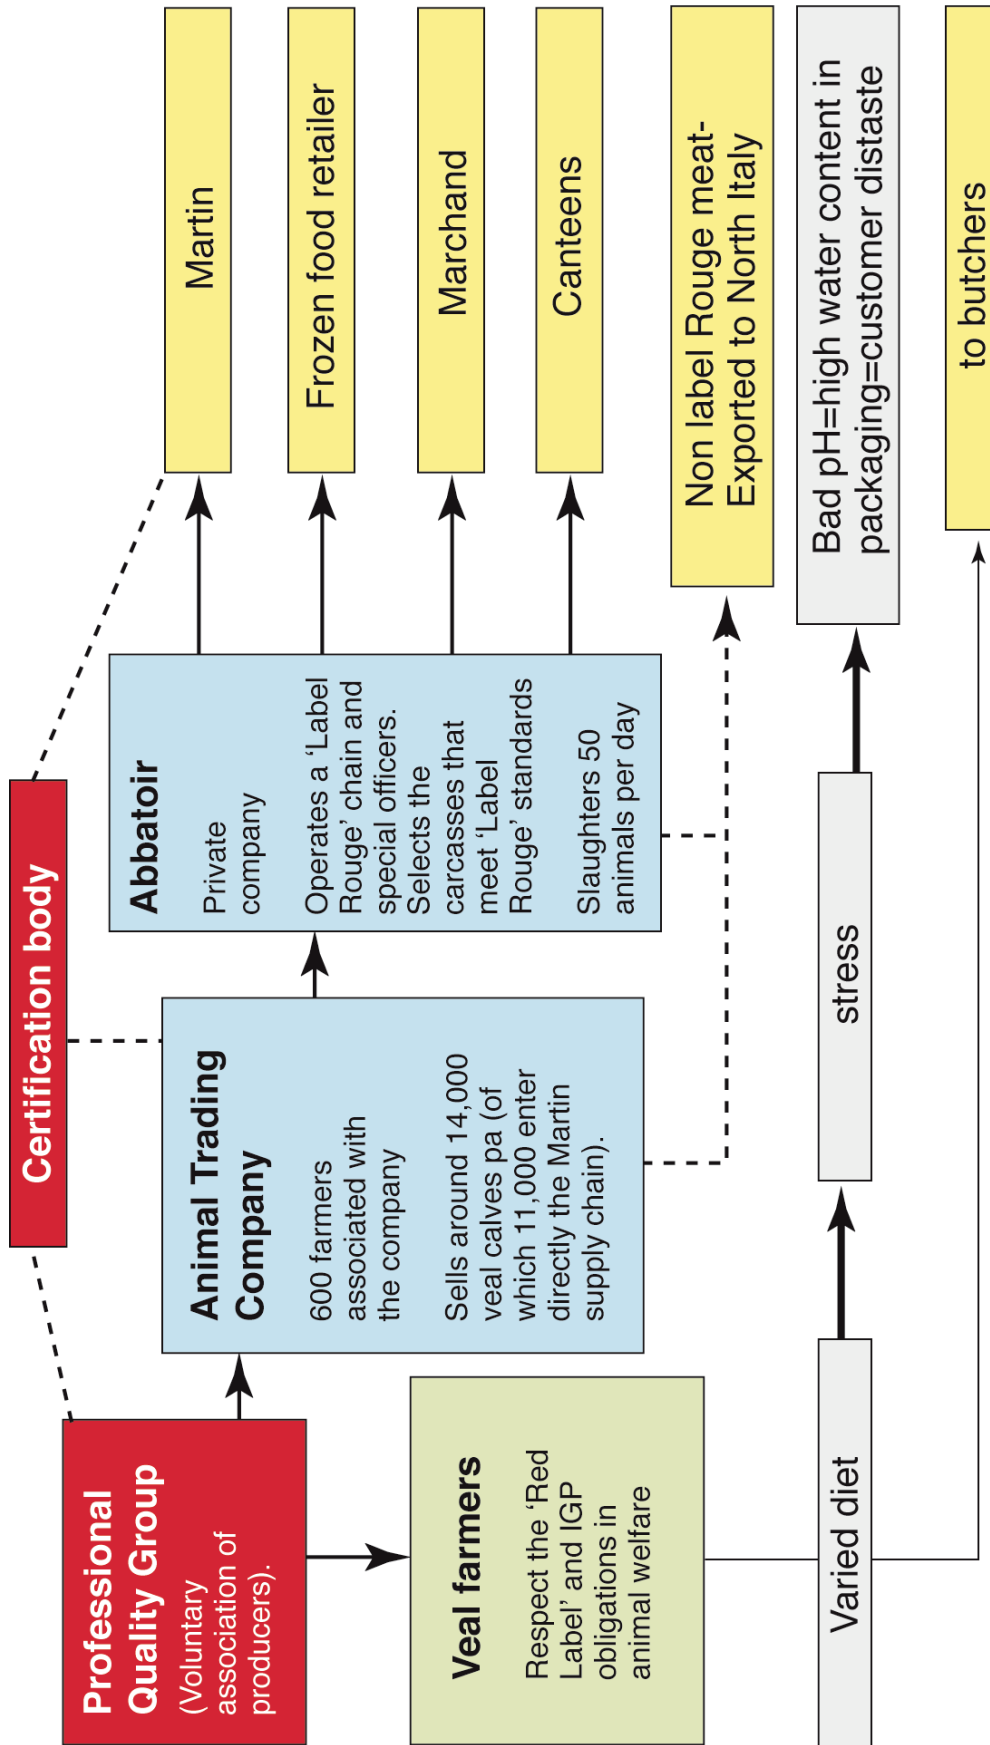 Certification body
Professional
Quality Group
(Voluntary
association of
producers).
Animal Trading
Company
600 farmers
associated with
the company
Sells around 14,000
veal calves pa (of
which 11,000 enter
directly the Martin
supply chain).
Abbatoir
Private
company
Operates a ‘Label
Rouge’ chain and
special officers.
Selects the
carcasses that
meet ‘Label
Rouge’ standards
Slaughters 50
animals per day
Martin
Frozen food retailer
Marchand
Canteens
Veal farmers
Respect the ‘Red
Label’ and IGP
obligations in
animal welfare
Non label Rouge meat-
Exported to North Italy
Varied diet
stress
Bad pH=high water content in
packaging=customer distaste
to butchers